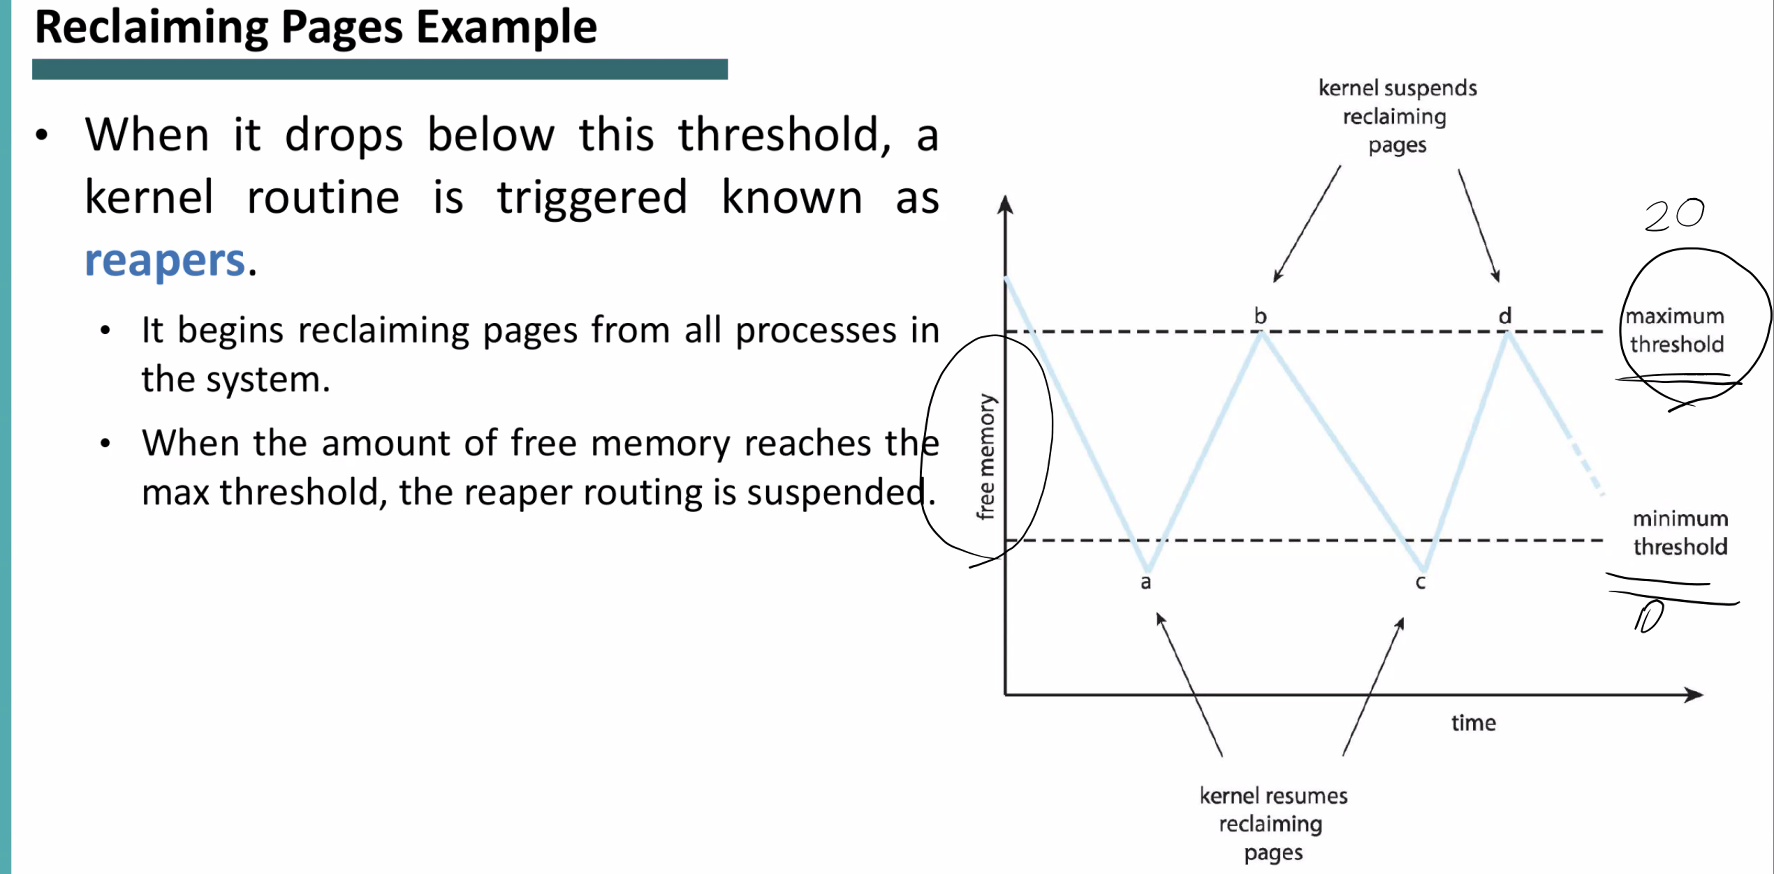 Reclaiming Pages Example
• When it drops below this threshold, a
kernel routine is triggered known as
reapers.
• It begins reclaiming pages from all processes in
the system.
• When the amount of free memory reaches the
max threshold, the reaper routing is suspended.
kernel suspends
reclaiming
pages
20
b
d
maximum
threshold
free memory
minimum
threshold
a
c
10
time
kernel resumes
reclaiming
pages